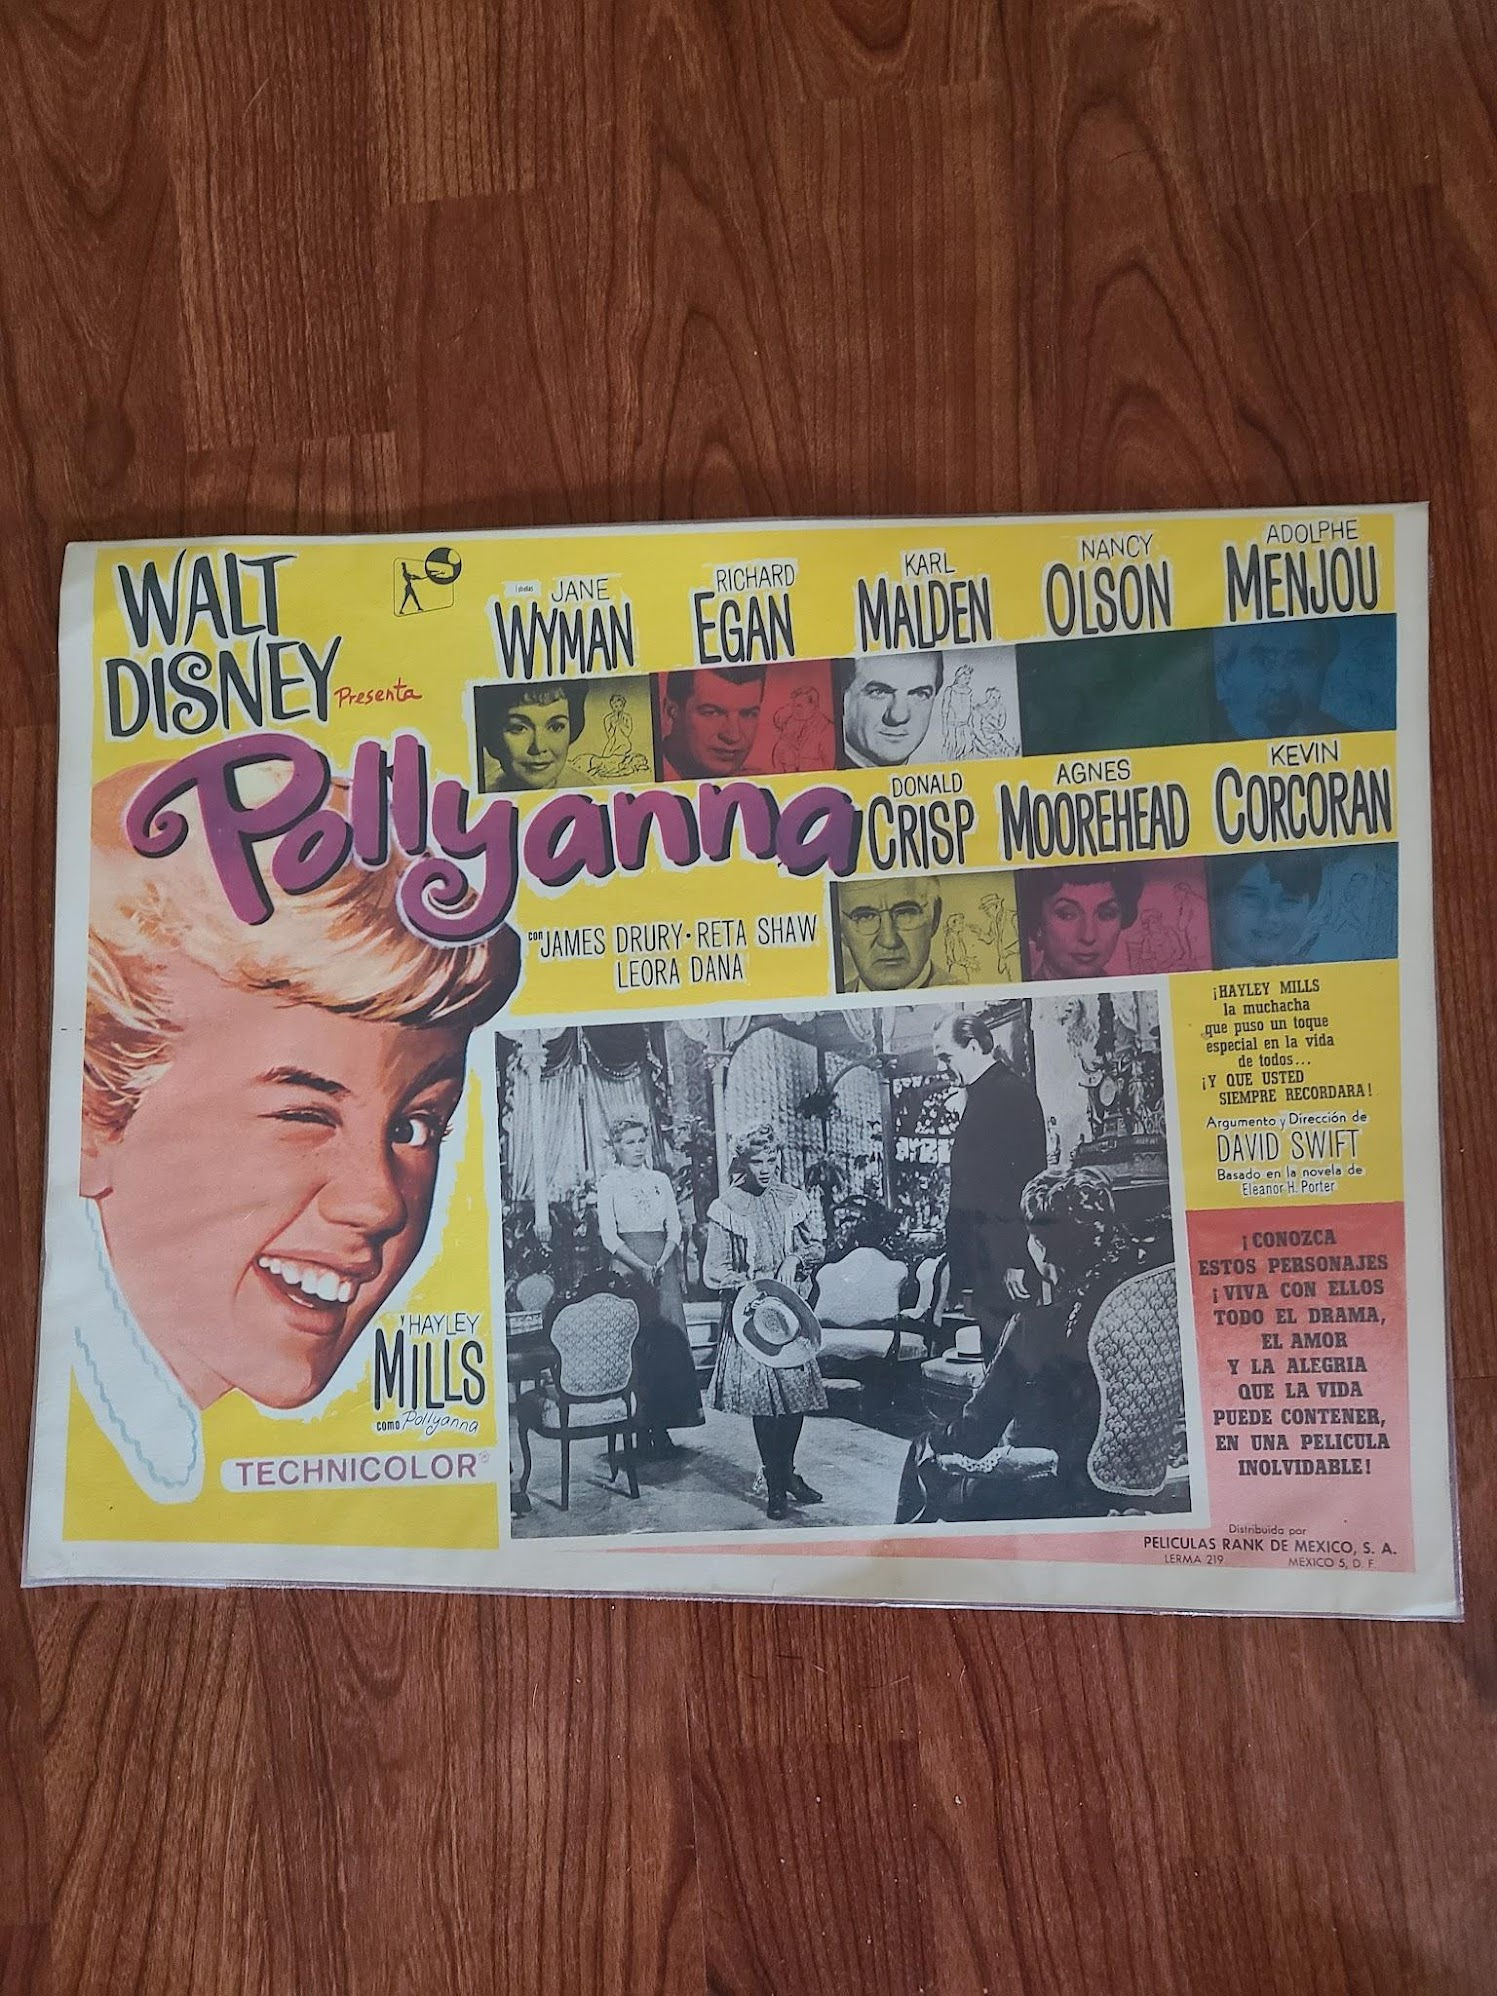 WALT
DISNEY
Presenta
Pollyanna
JANE
WYMAN
RICHARD
EGAN
KARL
MALDEN
NANCY
OLSON
ADOLPHE
MENJOU
DONALD
CRISP
AGNES
MOOREHEAD
KEVIN
CORCORAN
con JAMES DRURY · RETA SHAW
LEORA DANA
¡HAYLEY MILLS
la muchacha
que puso un toque
especial en la vida
de todos...
¡Y QUE USTED
SIEMPRE RECORDARA!
Argumento y Dirección de
DAVID SWIFT
Basado en la novela de
Eleanor H. Porter
¡CONOZCA
ESTOS PERSONAJES
¡VIVA CON ELLOS
TODO EL DRAMA,
EL AMOR
Y LA ALEGRIA
QUE LA VIDA
PUEDE CONTENER,
EN UNA PELICULA
INOLVIDABLE!
Y HAYLEY
MILLS
como Pollyanna
TECHNICOLOR®
Distribuida por
PELICULAS RANK DE MEXICO, S. A.
LERMA 219 MEXICO 5, D. F.